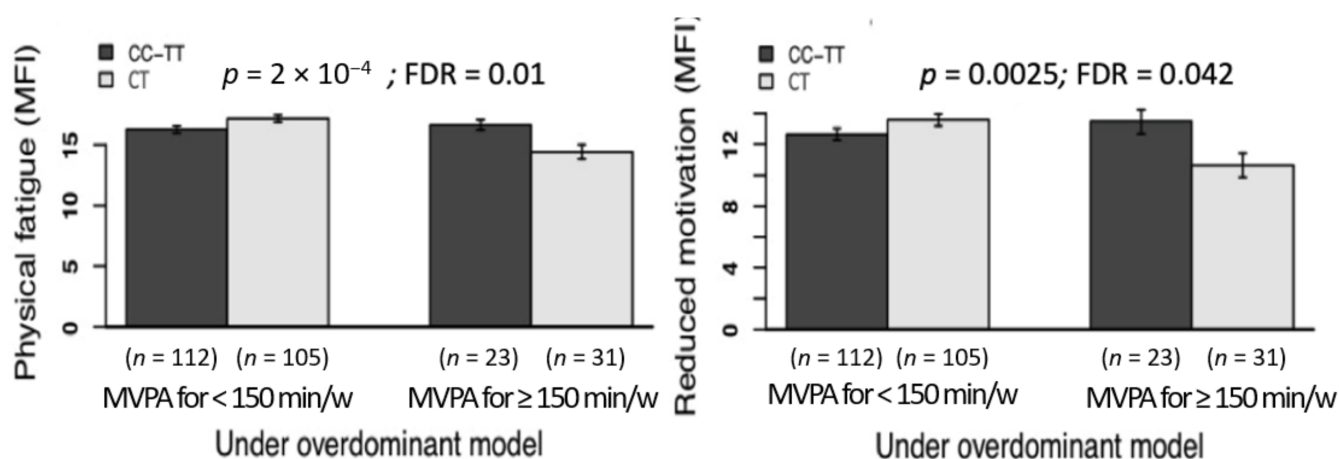 Physical fatigue (MFI)
CC–TT
CT
p = 2 × 10⁻⁴ ; FDR = 0.01
15
10
5
0
(n = 112) (n = 105) (n = 23) (n = 31)
MVPA for < 150 min/w MVPA for ≥ 150 min/w
Under overdominant model
Reduced motivation (MFI)
CC–TT
CT
p = 0.0025; FDR = 0.042
12
8
4
0
(n = 112) (n = 105) (n = 23) (n = 31)
MVPA for < 150 min/w MVPA for ≥ 150 min/w
Under overdominant model